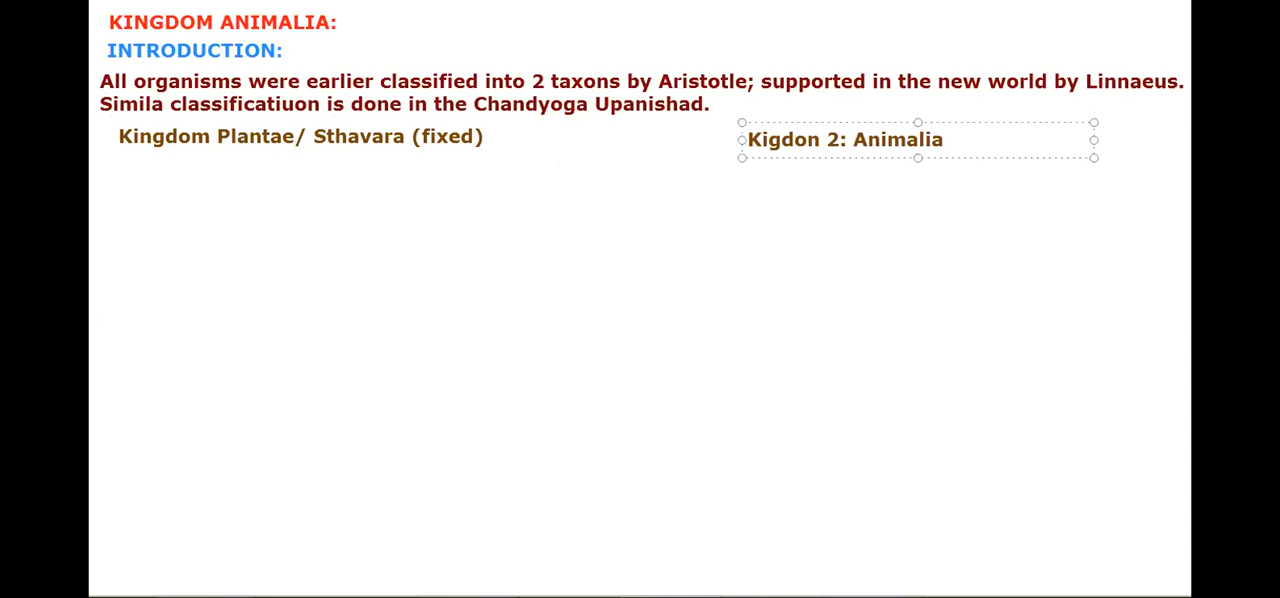 KINGDOM ANIMALIA:
INTRODUCTION:
All organisms were earlier classified into 2 taxons by Aristotle; supported in the new world by Linnaeus.
Simila classificatiuon is done in the Chandyoga Upanishad.
Kingdom Plantae/ Sthavara (fixed)
Kigdon 2: Animalia